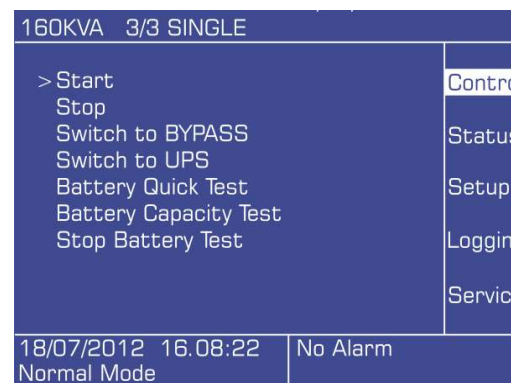 160KVA 3/3 SINGLE
> Start
Stop
Switch to BYPASS
Switch to UPS
Battery Quick Test
Battery Capacity Test
Stop Battery Test
Contro
Status
Setup
Loggin
Servic
18/07/2012 16.08:22
Normal Mode
No Alarm